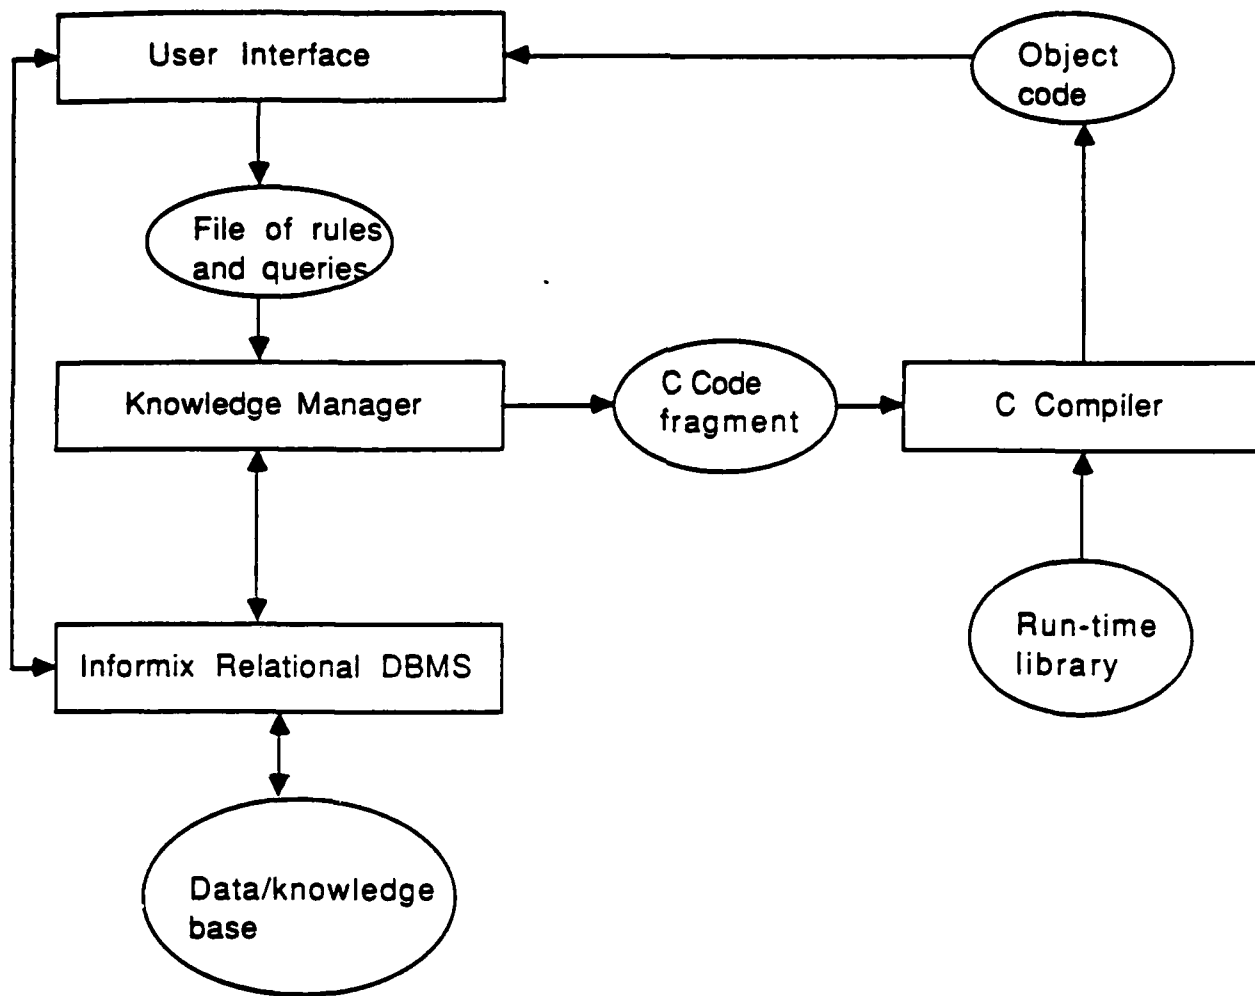 User Interface
Object
code
File of rules
and queries
Knowledge Manager
C Code
fragment
C Compiler
Informix Relational DBMS
Run-time
library
Data/knowledge
base